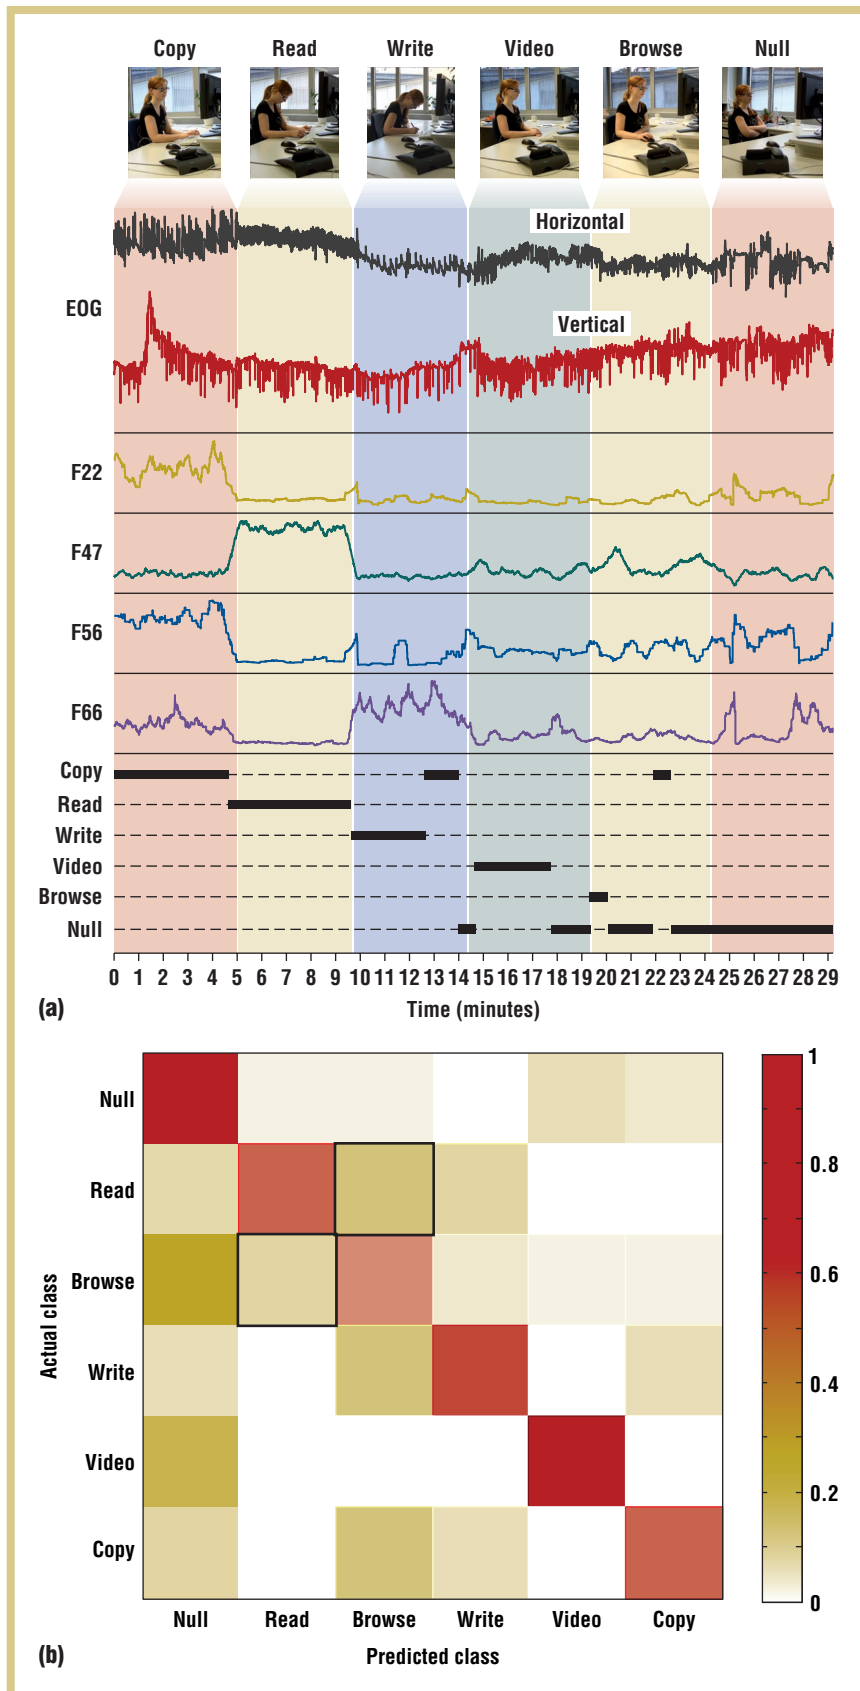 Copy Read Write Video Browse Null
Horizontal
EOG
Vertical
F22
F47
F56
F66
Copy
Read
Write
Video
Browse
Null
0 1 2 3 4 5 6 7 8 9 10 11 12 13 14 15 16 17 18 19 20 21 22 23 24 25 26 27 28 29
(a)
Time (minutes)
1
0.8
0.6
0.4
0.2
0
Actual class
Null
Read
Browse
Write
Video
Copy
Null Read Browse Write Video Copy
(b)
Predicted class